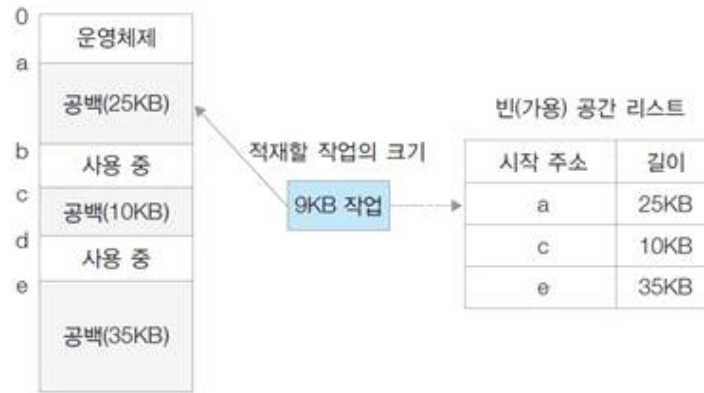 0
운영체제
a
공백(25KB)
b
사용 중
c
공백(10KB)
d
사용 중
e
공백(35KB)
적재할 작업의 크기
9KB 작업
빈(가용) 공간 리스트
시작 주소 길이
a 25KB
c 10KB
e 35KB